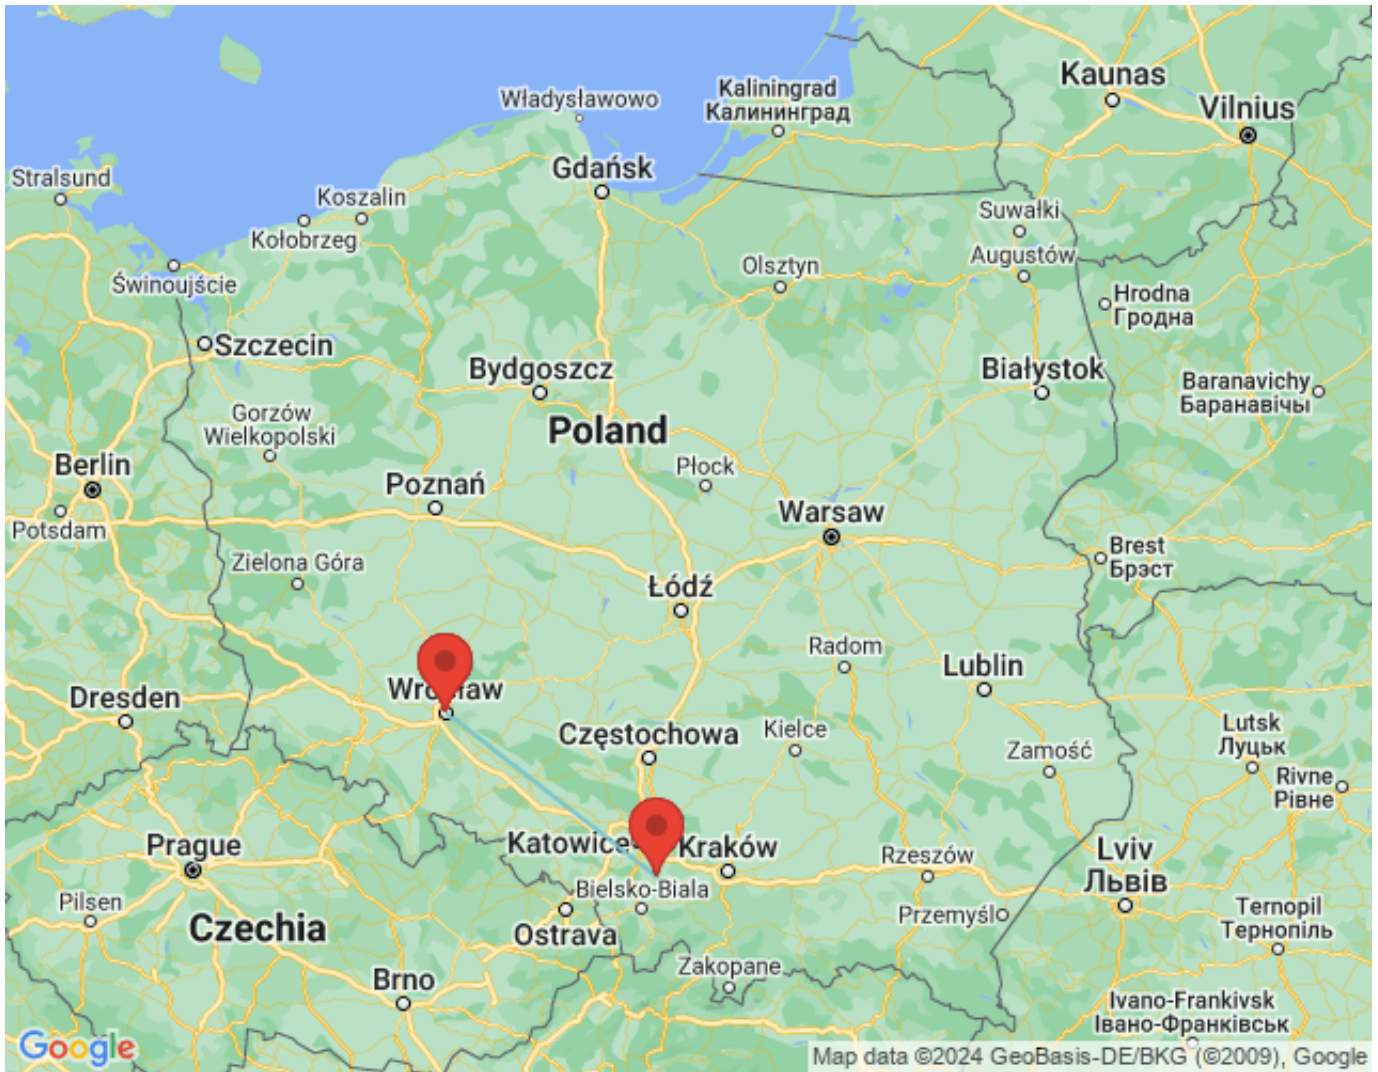 Kaunas
Vilnius
Kaliningrad
Калининград
Władysławowo
Gdańsk
Stralsund
Koszalin
Kołobrzeg
Suwałki
Augustów
Olsztyn
Świnoujście
Hrodna
Гродна
Szczecin
Bydgoszcz
Białystok
Baranavichy
Баранавічы
Gorzów
Wielkopolski
Poland
Berlin
Płock
Poznań
Potsdam
Warsaw
Brest
Брэст
Zielona Góra
Łódź
Radom
Lublin
Dresden
Częstochowa
Kielce
Lutsk
Луцьк
Zamość
Rivne
Рівне
Prague
Katowice
Kraków
Rzeszów
Lviv
Львів
Bielsko-Biala
Pilsen
Przemyśl
Ternopil
Тернопіль
Czechia
Ostrava
Zakopane
Brno
Ivano-Frankivsk
Івано-Франківськ
Google
Map data ©2024 GeoBasis-DE/BKG (©2009), Google